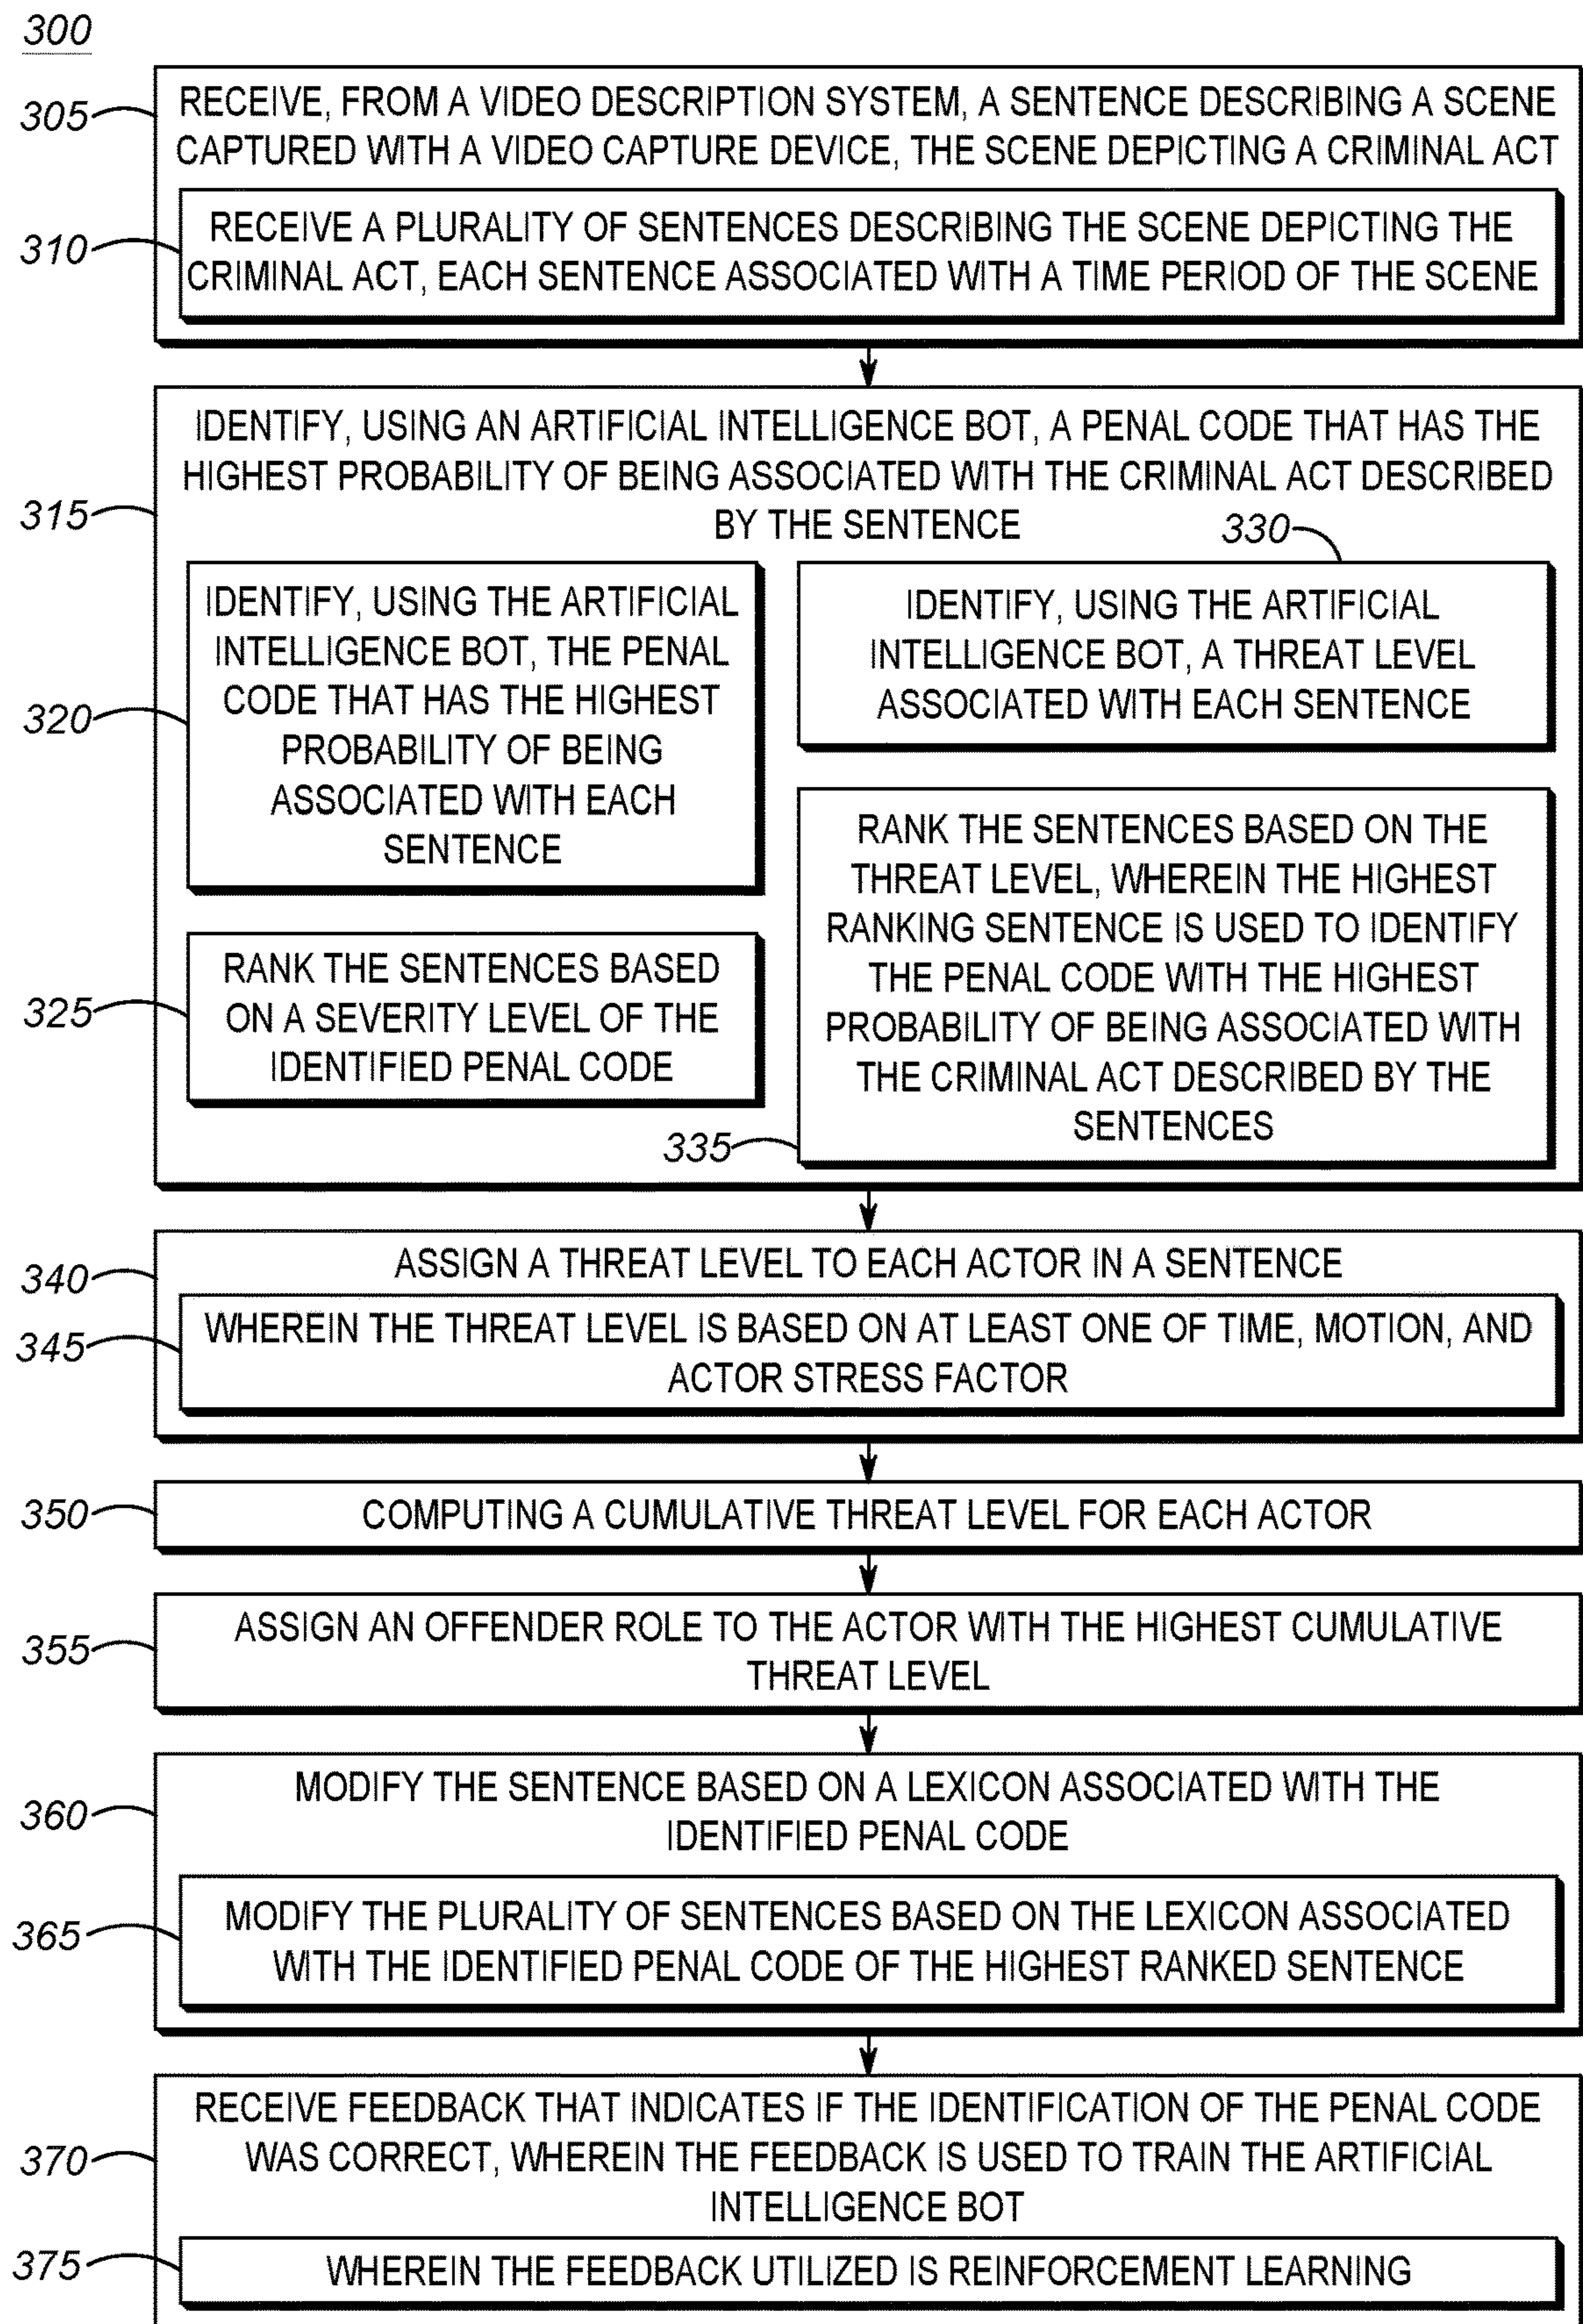 300
305
RECEIVE, FROM A VIDEO DESCRIPTION SYSTEM, A SENTENCE DESCRIBING A SCENE
CAPTURED WITH A VIDEO CAPTURE DEVICE, THE SCENE DEPICTING A CRIMINAL ACT
310
RECEIVE A PLURALITY OF SENTENCES DESCRIBING THE SCENE DEPICTING THE
CRIMINAL ACT, EACH SENTENCE ASSOCIATED WITH A TIME PERIOD OF THE SCENE
315
IDENTIFY, USING AN ARTIFICIAL INTELLIGENCE BOT, A PENAL CODE THAT HAS THE
HIGHEST PROBABILITY OF BEING ASSOCIATED WITH THE CRIMINAL ACT DESCRIBED
BY THE SENTENCE
320
IDENTIFY, USING THE ARTIFICIAL
INTELLIGENCE BOT, THE PENAL
CODE THAT HAS THE HIGHEST
PROBABILITY OF BEING
ASSOCIATED WITH EACH
SENTENCE
325
RANK THE SENTENCES BASED
ON A SEVERITY LEVEL OF THE
IDENTIFIED PENAL CODE
330
IDENTIFY, USING THE ARTIFICIAL
INTELLIGENCE BOT, A THREAT LEVEL
ASSOCIATED WITH EACH SENTENCE
335
RANK THE SENTENCES BASED ON THE
THREAT LEVEL, WHEREIN THE HIGHEST
RANKING SENTENCE IS USED TO IDENTIFY
THE PENAL CODE WITH THE HIGHEST
PROBABILITY OF BEING ASSOCIATED WITH
THE CRIMINAL ACT DESCRIBED BY THE
SENTENCES
340
ASSIGN A THREAT LEVEL TO EACH ACTOR IN A SENTENCE
345
WHEREIN THE THREAT LEVEL IS BASED ON AT LEAST ONE OF TIME, MOTION, AND
ACTOR STRESS FACTOR
350
COMPUTING A CUMULATIVE THREAT LEVEL FOR EACH ACTOR
355
ASSIGN AN OFFENDER ROLE TO THE ACTOR WITH THE HIGHEST CUMULATIVE
THREAT LEVEL
360
MODIFY THE SENTENCE BASED ON A LEXICON ASSOCIATED WITH THE
IDENTIFIED PENAL CODE
365
MODIFY THE PLURALITY OF SENTENCES BASED ON THE LEXICON ASSOCIATED
WITH THE IDENTIFIED PENAL CODE OF THE HIGHEST RANKED SENTENCE
370
RECEIVE FEEDBACK THAT INDICATES IF THE IDENTIFICATION OF THE PENAL CODE
WAS CORRECT, WHEREIN THE FEEDBACK IS USED TO TRAIN THE ARTIFICIAL
INTELLIGENCE BOT
375
WHEREIN THE FEEDBACK UTILIZED IS REINFORCEMENT LEARNING